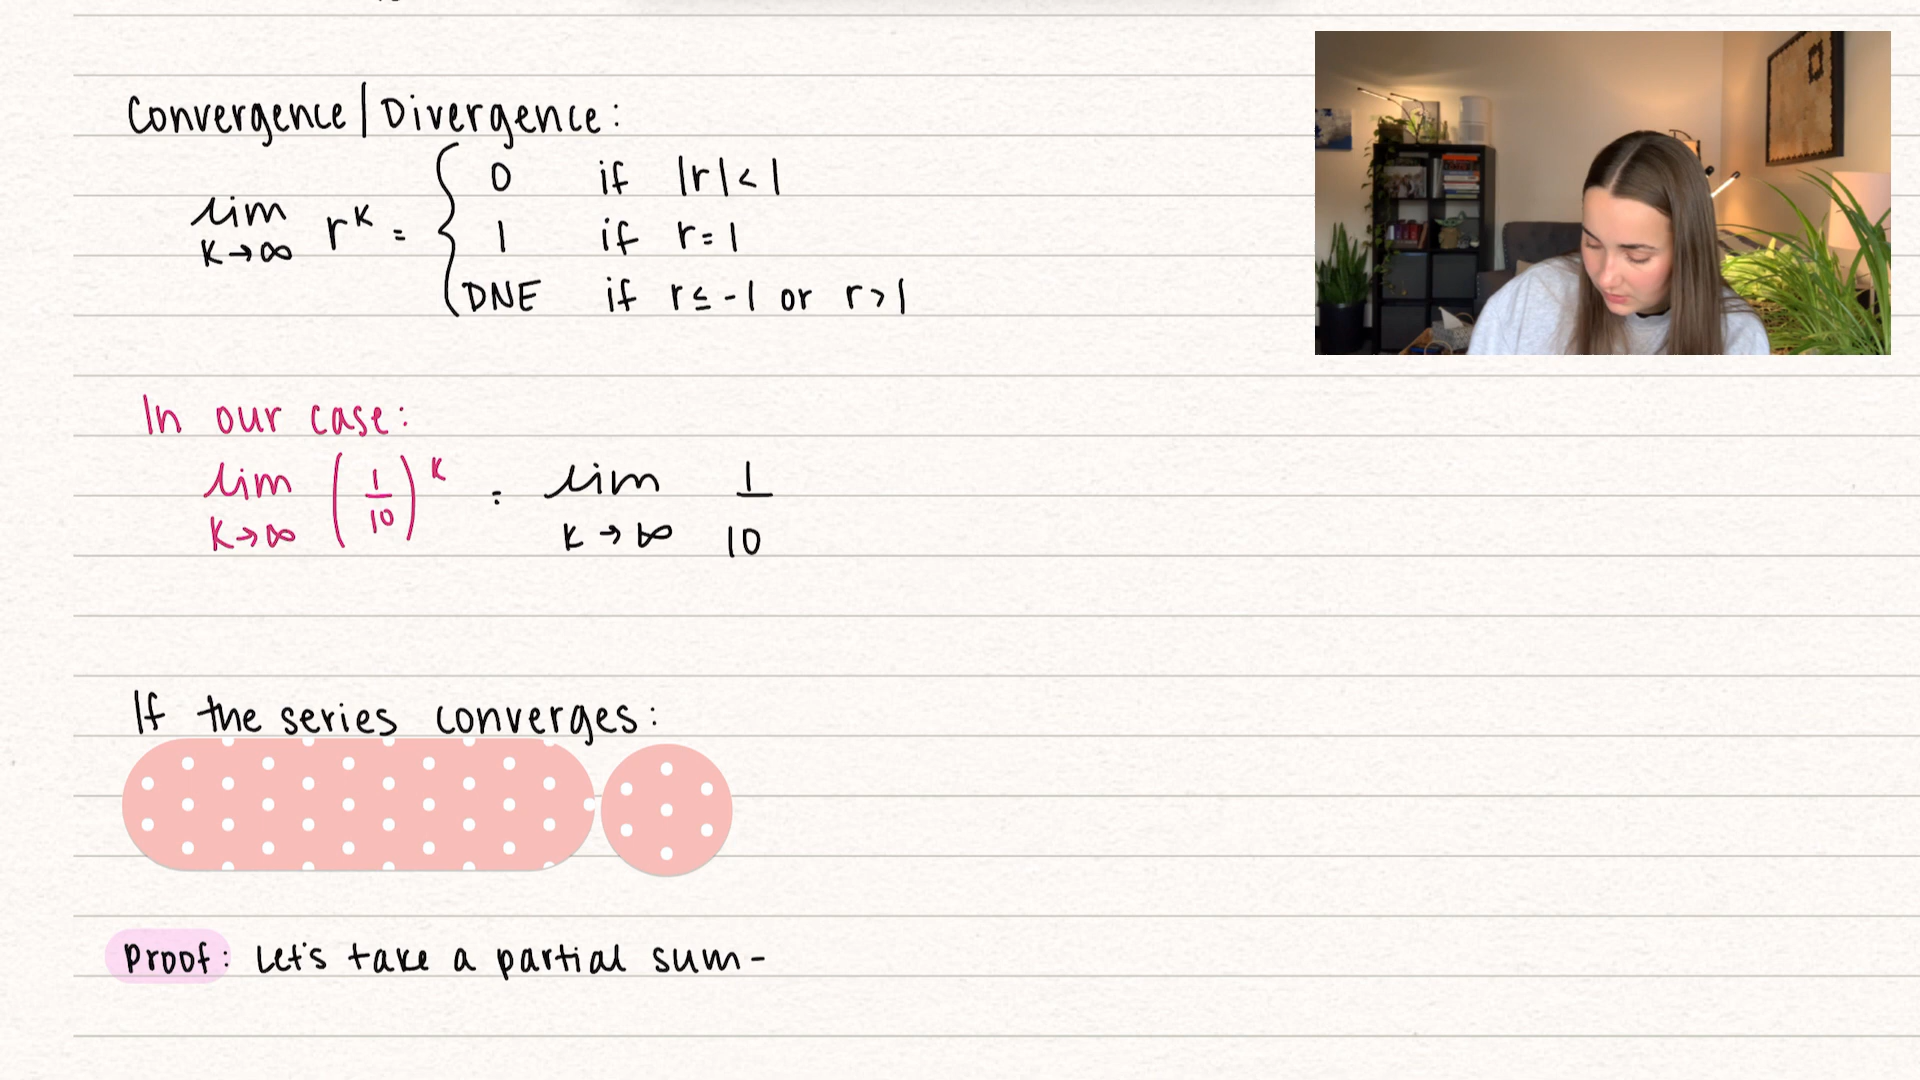 Convergence/Divergence:
lim K→∞ r^K = { 0 if |r|<1
1 if r=1
DNE if r≤-1 or r>1
In our case:
lim K→∞ (1/10)^K = lim K→∞ 1/10
If the series converges:
Proof: Let's take a partial sum-